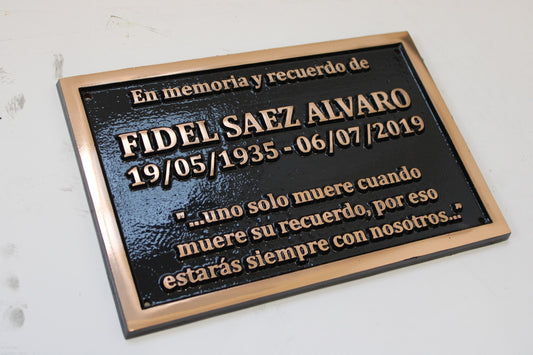 En memoria y recuerdo de
FIDEL SAEZ ALVARO
19/05/1935 - 06/07/2019
"...uno solo muere cuando
muere su recuerdo, por eso
estarás siempre con nosotros..."